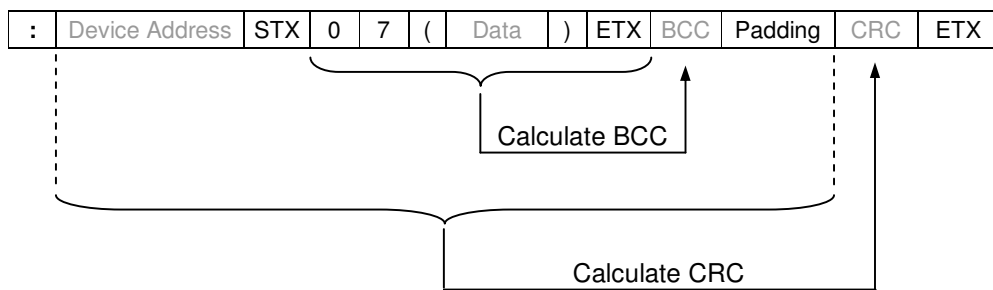 : Device Address STX 0 7 ( Data ) ETX BCC Padding CRC ETX
Calculate BCC
Calculate CRC